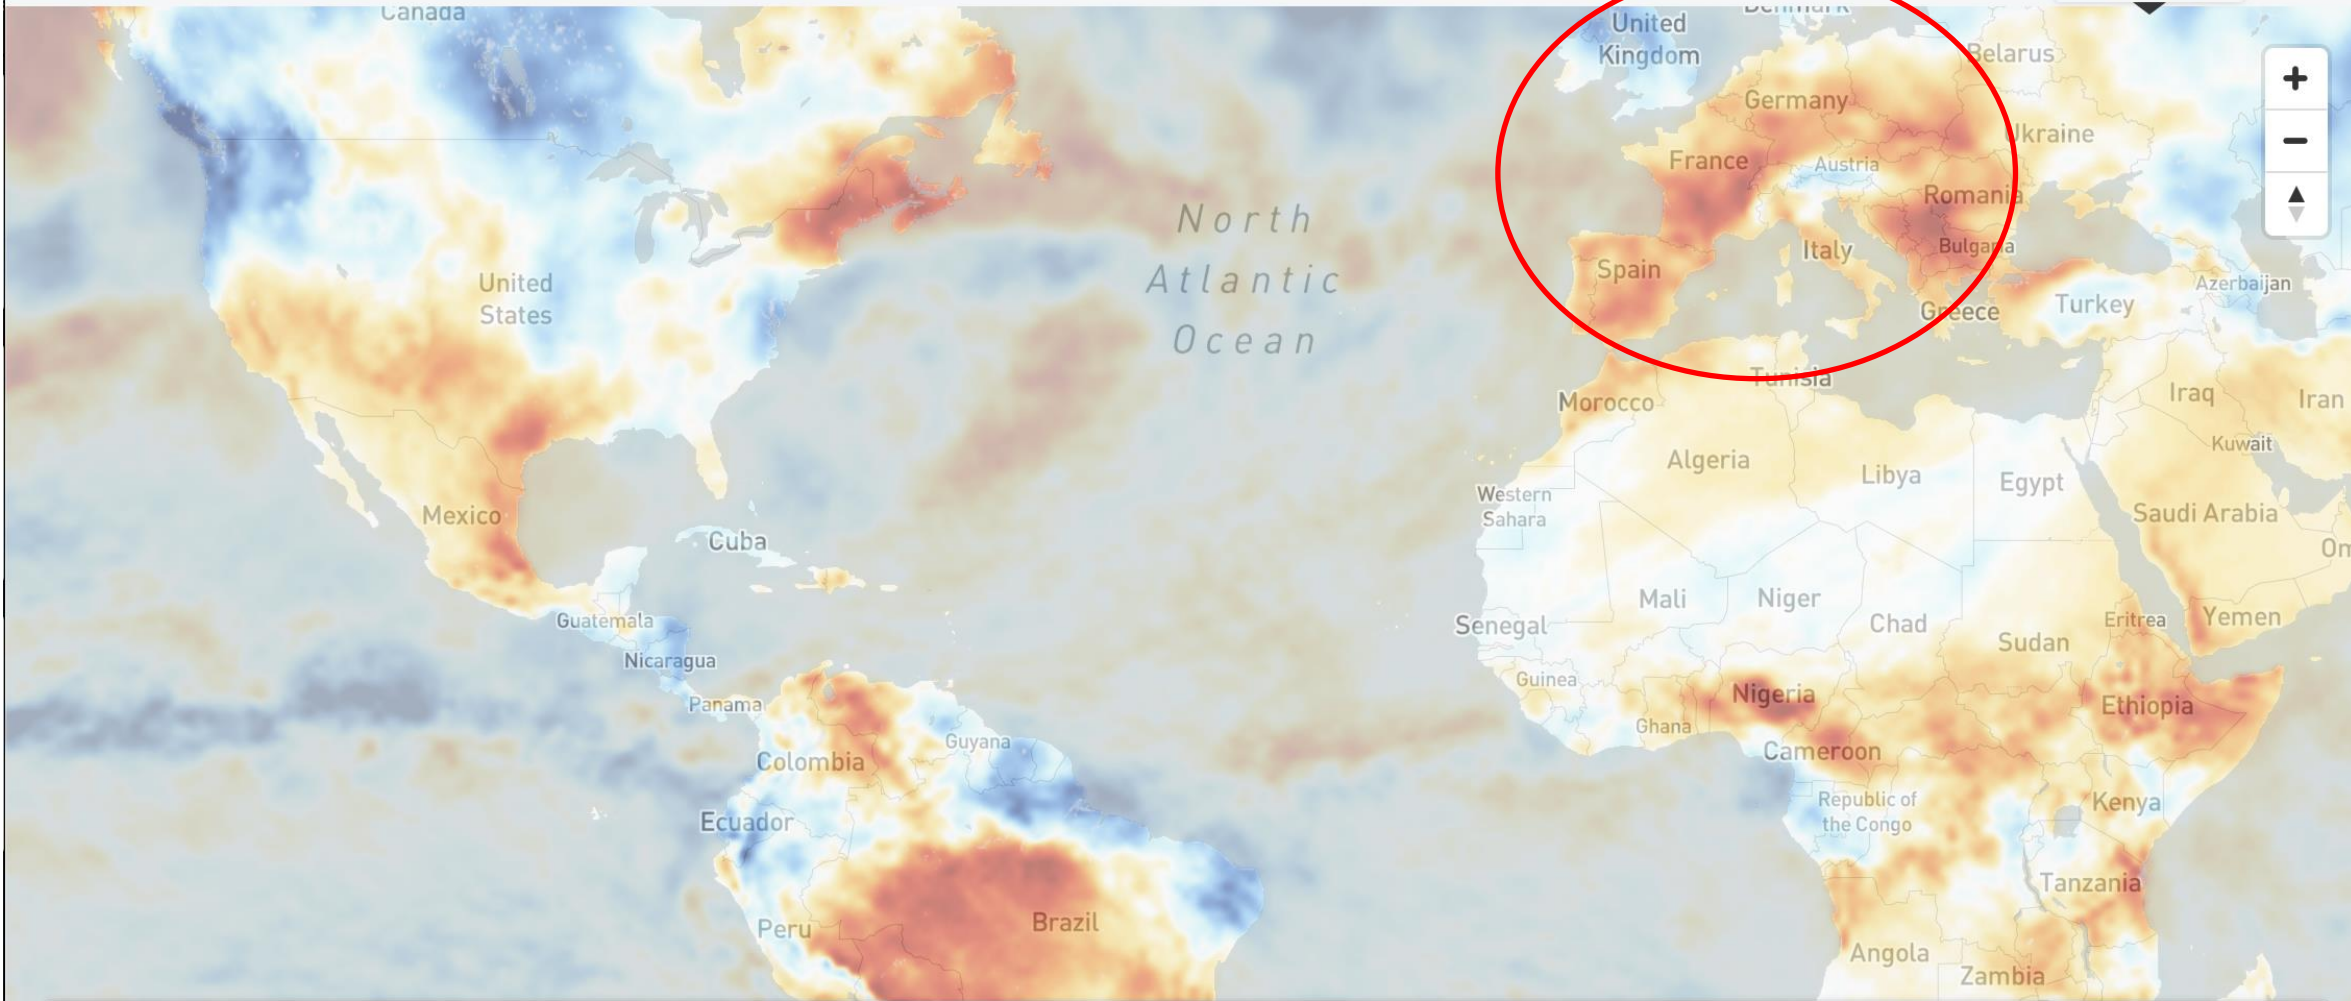 Canada
United
Kingdom
Denmark
Belarus
Germany
Ukraine
France
Austria
Romania
North
Atlantic
Ocean
Spain
Italy
Bulgaria
United
States
Azerbaijan
Turkey
Greece
Tunisia
Morocco
Iraq
Iran
Algeria
Libya
Egypt
Kuwait
Western
Sahara
Mexico
Saudi Arabia
Cuba
Om
Mali
Niger
Chad
Guatemala
Senegal
Eritrea
Yemen
Sudan
Nicaragua
Guinea
Nigeria
Ethiopia
Panama
Ghana
Guyana
Cameroon
Colombia
Republic of
the Congo
Kenya
Ecuador
Tanzania
Peru
Brazil
Angola
Zambia
+
−